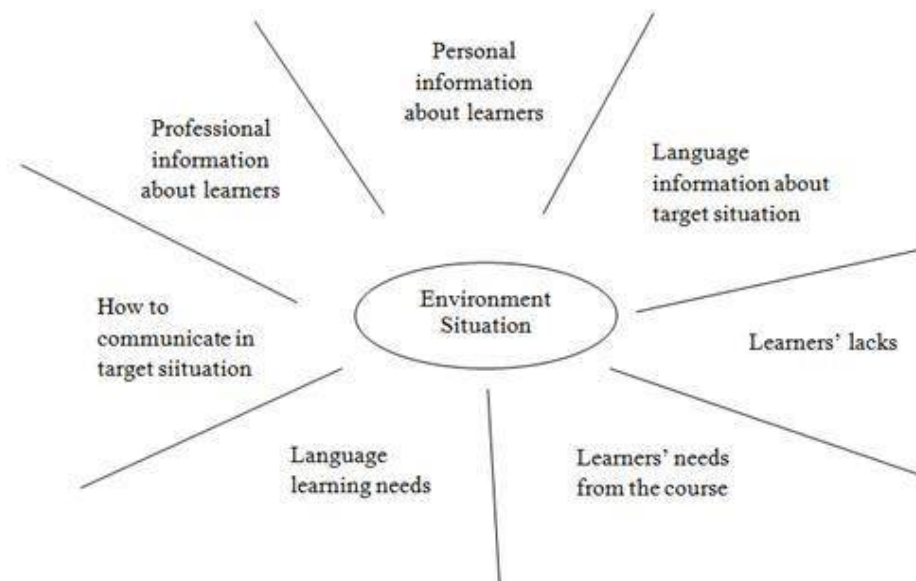 Personal
information
about learners
Professional
information
about learners
Language
information about
target situation
Environment
Situation
How to
communicate in
target siituation
Learners’ lacks
Language
learning needs
Learners’ needs
from the course